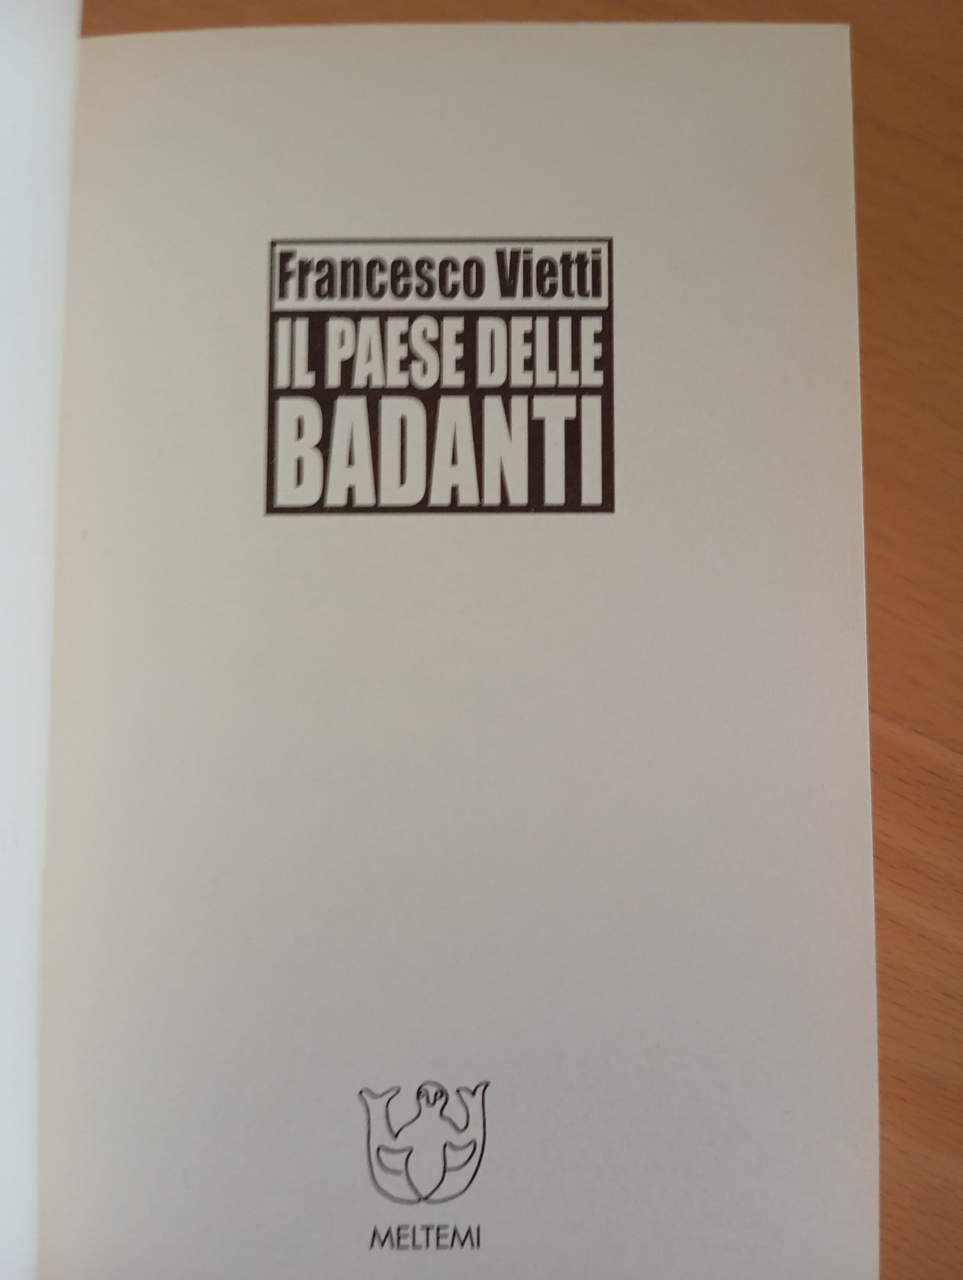 Francesco Vietti
IL PAESE DELLE
BADANTI
MELTEMI